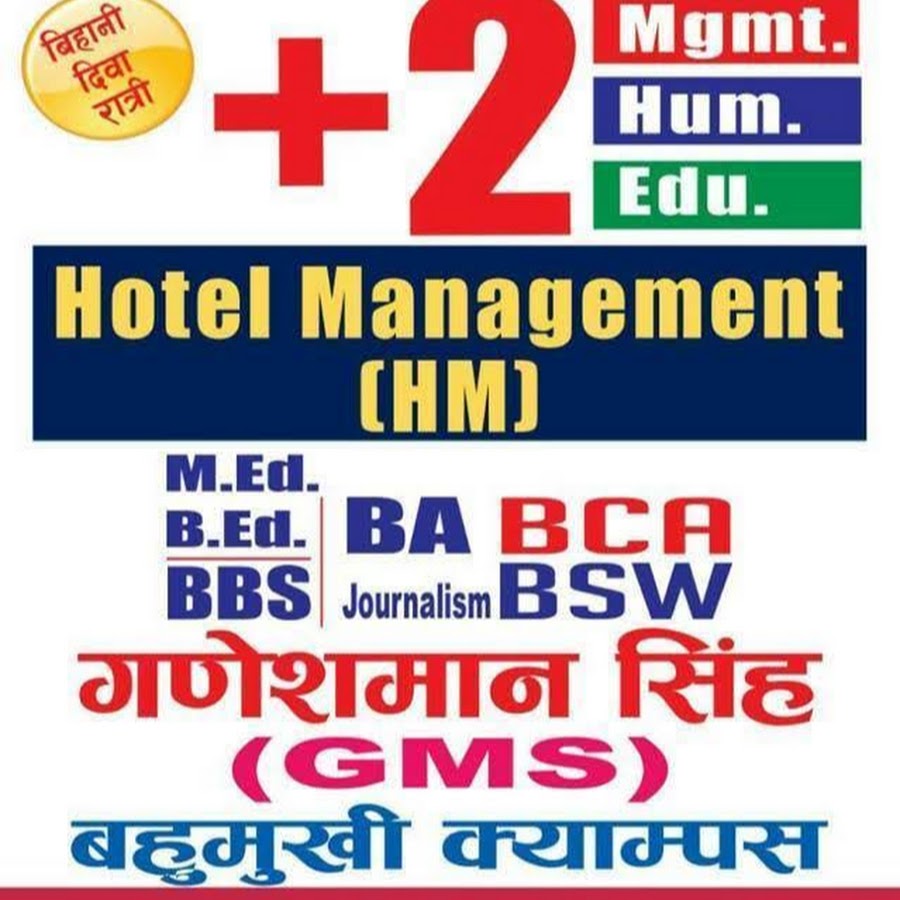 बिहानी
दिवा
रात्री
+2
Mgmt.
Hum.
Edu.
Hotel Management
(HM)
M.Ed.
B.Ed.
BBS
BA
Journalism
BCA
BSW
गणेशमान सिंह
(GMS)
बहुमुखी क्याम्पस